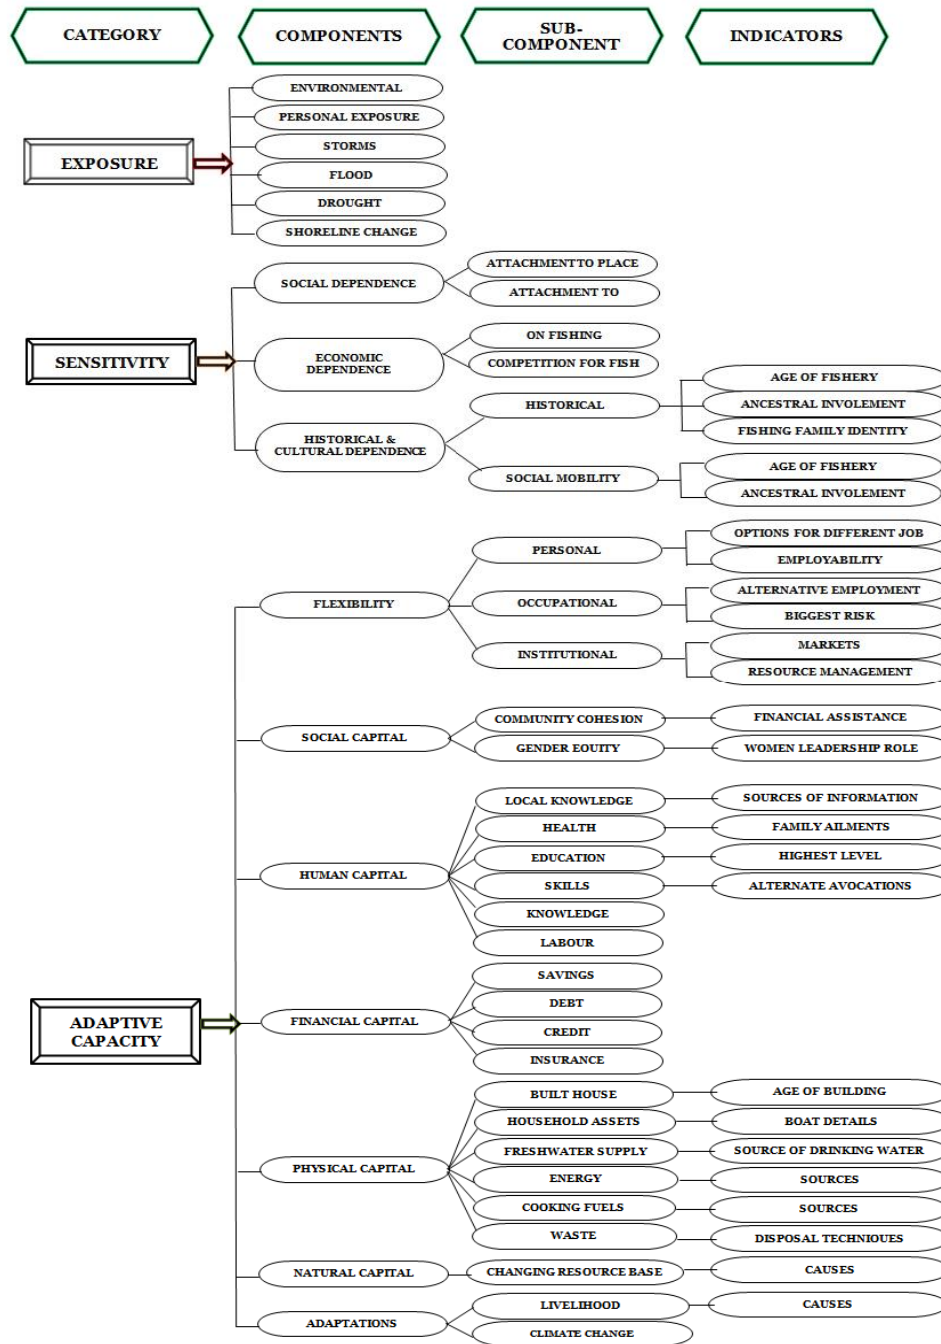 CATEGORY
COMPONENTS
SUB-
COMPONENT
INDICATORS
EXPOSURE
ENVIRONMENTAL
PERSONAL EXPOSURE
STORMS
FLOOD
DROUGHT
SHORELINE CHANGE
SENSITIVITY
SOCIAL DEPENDENCE
ATTACHMENT TO PLACE
ATTACHMENT TO
ECONOMIC
DEPENDENCE
ON FISHING
COMPETITION FOR FISH
HISTORICAL &
CULTURAL DEPENDENCE
HISTORICAL
AGE OF FISHERY
ANCESTRAL INVOLEMENT
FISHING FAMILY IDENTITY
SOCIAL MOBILITY
AGE OF FISHERY
ANCESTRAL INVOLEMENT
ADAPTIVE
CAPACITY
FLEXIBILITY
PERSONAL
OPTIONS FOR DIFFERENT JOB
EMPLOYABILITY
OCCUPATIONAL
ALTERNATIVE EMPLOYMENT
BIGGEST RISK
INSTITUTIONAL
MARKETS
RESOURCE MANAGEMENT
SOCIAL CAPITAL
COMMUNITY COHESION
FINANCIAL ASSISTANCE
GENDER EQUITY
WOMEN LEADERSHIP ROLE
HUMAN CAPITAL
LOCAL KNOWLEDGE
SOURCES OF INFORMATION
HEALTH
FAMILY AILMENTS
EDUCATION
HIGHEST LEVEL
SKILLS
ALTERNATE AVOCATIONS
KNOWLEDGE
LABOUR
FINANCIAL CAPITAL
SAVINGS
DEBT
CREDIT
INSURANCE
PHYSICAL CAPITAL
BUILT HOUSE
AGE OF BUILDING
HOUSEHOLD ASSETS
BOAT DETAILS
FRESHWATER SUPPLY
SOURCE OF DRINKING WATER
ENERGY
SOURCES
COOKING FUELS
SOURCES
WASTE
DISPOSAL TECHNIQUES
NATURAL CAPITAL
CHANGING RESOURCE BASE
CAUSES
ADAPTATIONS
LIVELIHOOD
CAUSES
CLIMATE CHANGE